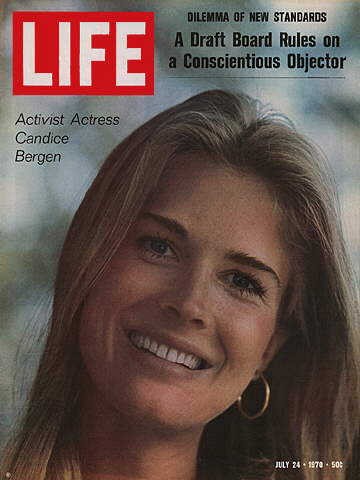 LIFE
DILEMMA OF NEW STANDARDS
A Draft Board Rules on
a Conscientious Objector
Activist Actress
Candice
Bergen
JULY 24 · 1970 · 50¢